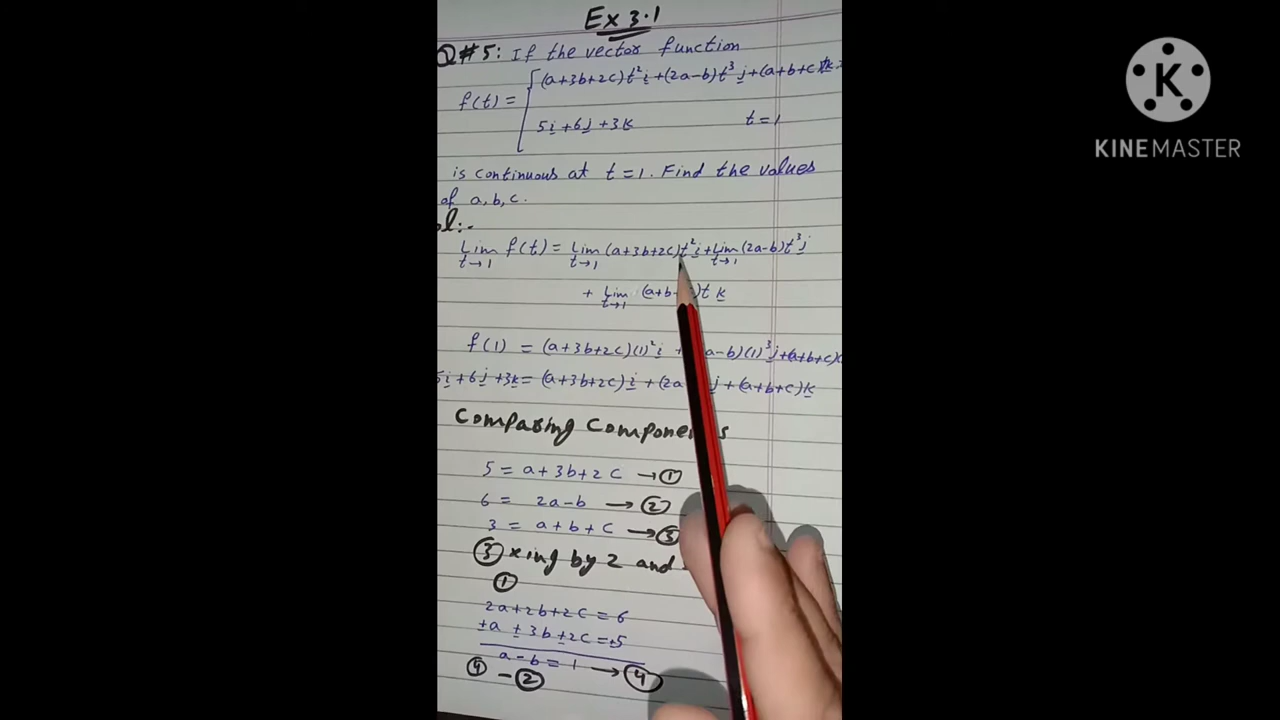 Ex 3.1
Q#5: If the vector function
f(t) = { (a+3b+2c)t²i+(2a-b)t³j+(a+b+c)tk
5i+6j+3k t=1
is continuous at t=1. Find the values
of a, b, c.
ol:-
Lim t→1 f(t) = Lim t→1 (a+3b+2c)t²i+Lim t→1 (2a-b)t³j
+ Lim t→1 (a+b+ )t k
f(1) = (a+3b+2c)(1)²i + a-b)(1)³j+(a+b+c)(
5i+6j+3k=(a+3b+2c)i+(2a j+(a+b+c)k
Comparing Components
5 = a+3b+2c →①
6 = 2a-b →②
3 = a+b+c →③
③ xing by 2 and
①
2a+2b+2c=6
±a ± 3b±2c=±5
a-b=1 →④
④ - ②
K
KINEMASTER